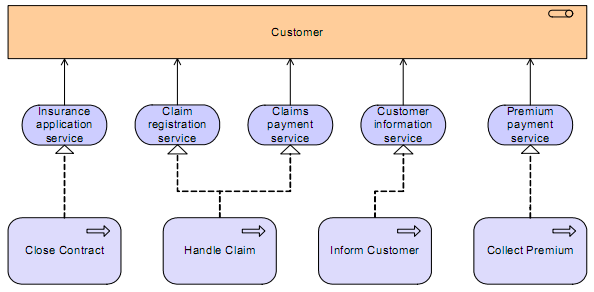 Customer
Insurance
application
service
Claim
registration
service
Claims
payment
service
Customer
information
service
Premium
payment
service
Close Contract
Handle Claim
Inform Customer
Collect Premium